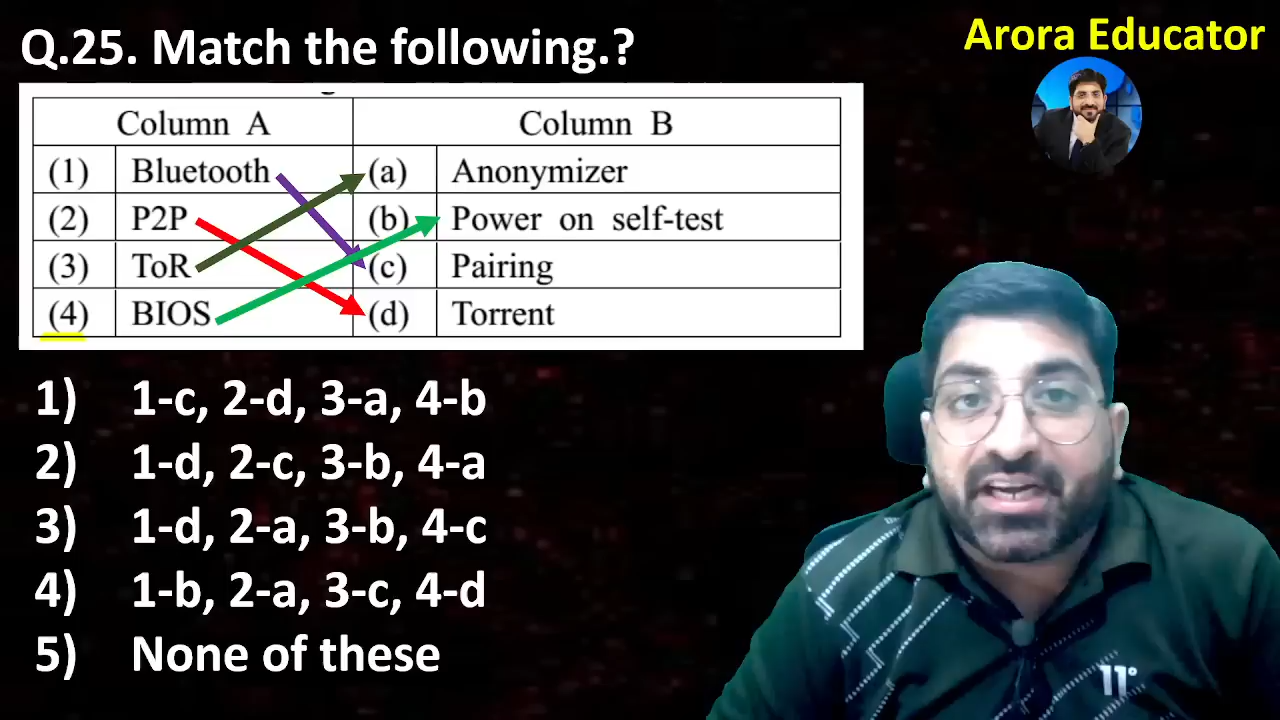 Q.25. Match the following.?
Arora Educator
Column A Column B
(1) Bluetooth (a) Anonymizer
(2) P2P (b) Power on self-test
(3) ToR (c) Pairing
(4) BIOS (d) Torrent
1) 1-c, 2-d, 3-a, 4-b
2) 1-d, 2-c, 3-b, 4-a
3) 1-d, 2-a, 3-b, 4-c
4) 1-b, 2-a, 3-c, 4-d
5) None of these
11°